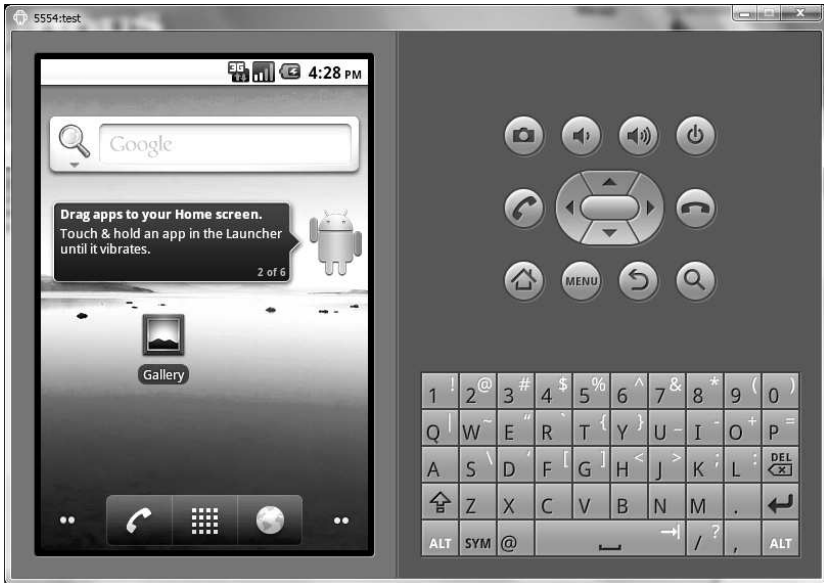 5554:test
3G 4:28 PM
Google
Drag apps to your Home screen.
Touch & hold an app in the Launcher
until it vibrates.
2 of 6
Gallery
MENU
1 ! 2 @ 3 # 4 $ 5 % 6 ^ 7 & 8 * 9 ( 0 )
Q | W ~ E “ R ` T { Y } U _ I - O + P =
A S \ D ‘ F [ G ] H < J > K ; L : DEL
Z X C V B N M .
ALT SYM @ / ? , ALT